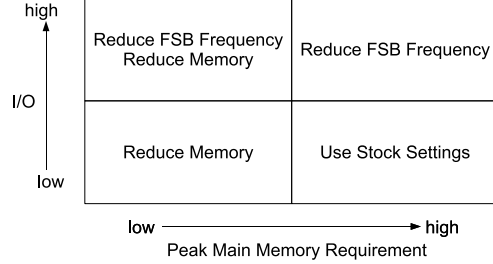 high
Reduce FSB Frequency
Reduce Memory
Reduce FSB Frequency
I/O
Reduce Memory
Use Stock Settings
low
low
high
Peak Main Memory Requirement